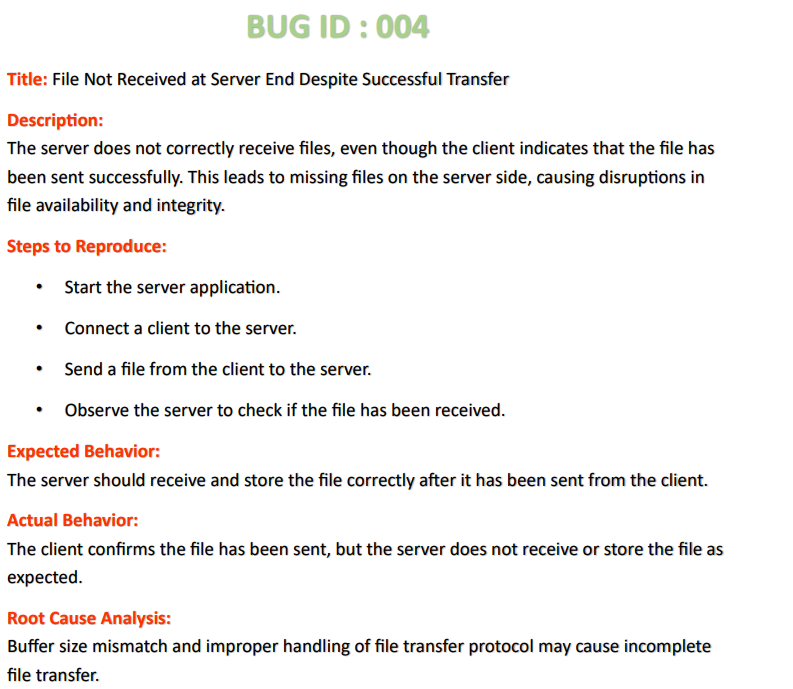 BUG ID : 004
Title: File Not Received at Server End Despite Successful Transfer
Description:
The server does not correctly receive files, even though the client indicates that the file has
been sent successfully. This leads to missing files on the server side, causing disruptions in
file availability and integrity.
Steps to Reproduce:
• Start the server application.
• Connect a client to the server.
• Send a file from the client to the server.
• Observe the server to check if the file has been received.
Expected Behavior:
The server should receive and store the file correctly after it has been sent from the client.
Actual Behavior:
The client confirms the file has been sent, but the server does not receive or store the file as
expected.
Root Cause Analysis:
Buffer size mismatch and improper handling of file transfer protocol may cause incomplete
file transfer.